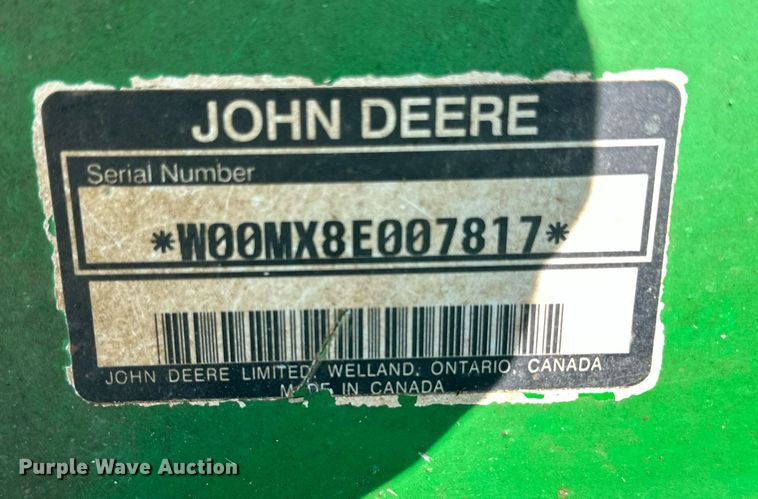 JOHN DEERE
Serial Number
*W00MX8E007817*
JOHN DEERE LIMITED, WELLAND, ONTARIO, CANADA
MADE IN CANADA
Purple Wave Auction